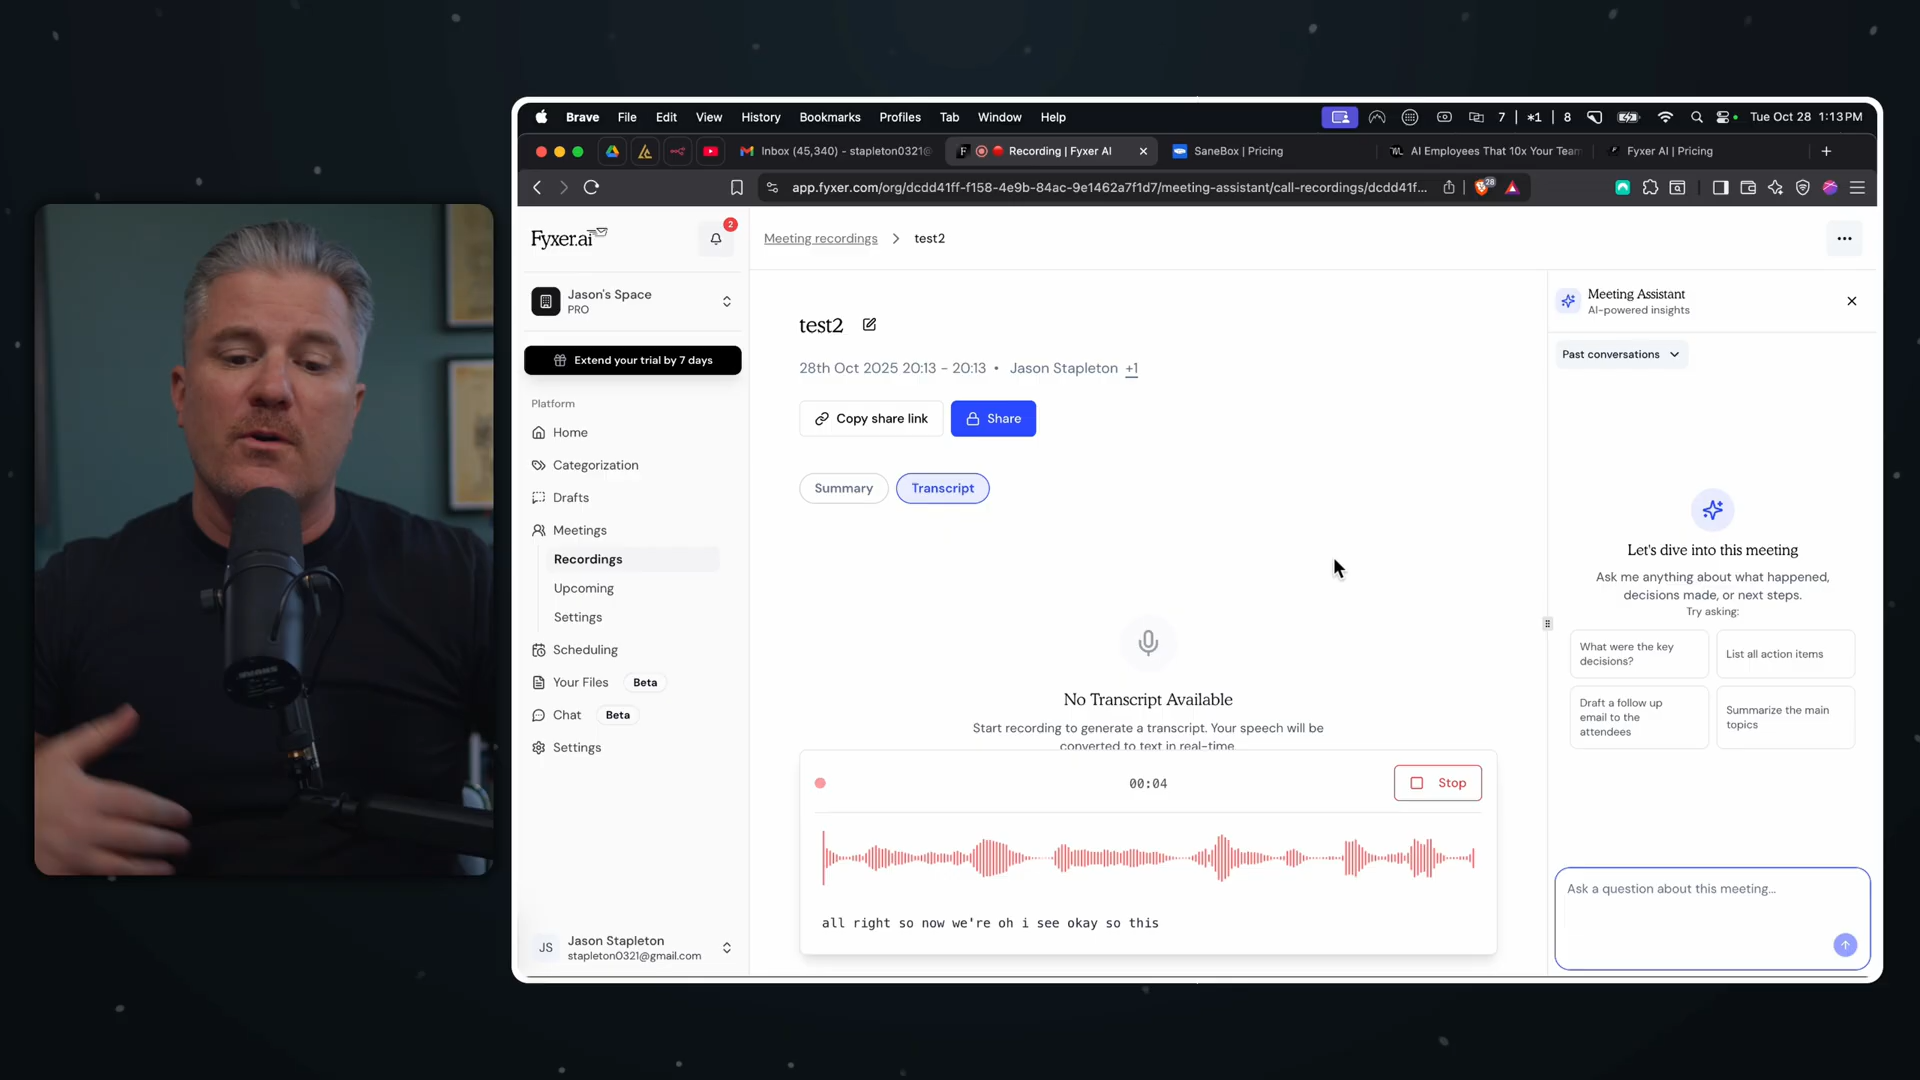 Brave File Edit View History Bookmarks Profiles Tab Window Help 7 | ∗1 | 8 Tue Oct 28 1:13 PM
Inbox (45,340) - stapleton0321@ Recording | Fyxer AI SaneBox | Pricing AI Employees That 10x Your Team Fyxer AI | Pricing
app.fyxer.com/org/dcdd41ff-f158-4e9b-84ac-9e1462a7f1d7/meeting-assistant/call-recordings/dcdd41f... 28
Fyxer.ai 2
Meeting recordings > test2
Jason's Space
PRO
Extend your trial by 7 days
Platform
Home
Categorization
Drafts
Meetings
Recordings
Upcoming
Settings
Scheduling
Your Files Beta
Chat Beta
Settings
JS
Jason Stapleton
stapleton0321@gmail.com
test2
28th Oct 2025 20:13 - 20:13 • Jason Stapleton +1
Copy share link Share
Summary Transcript
No Transcript Available
Start recording to generate a transcript. Your speech will be
converted to text in real-time.
00:04 Stop
all right so now we're oh i see okay so this
Meeting Assistant
AI-powered insights
Past conversations
Let's dive into this meeting
Ask me anything about what happened,
decisions made, or next steps.
Try asking:
What were the key
decisions?
List all action items
Draft a follow up
email to the
attendees
Summarize the main
topics
Ask a question about this meeting...